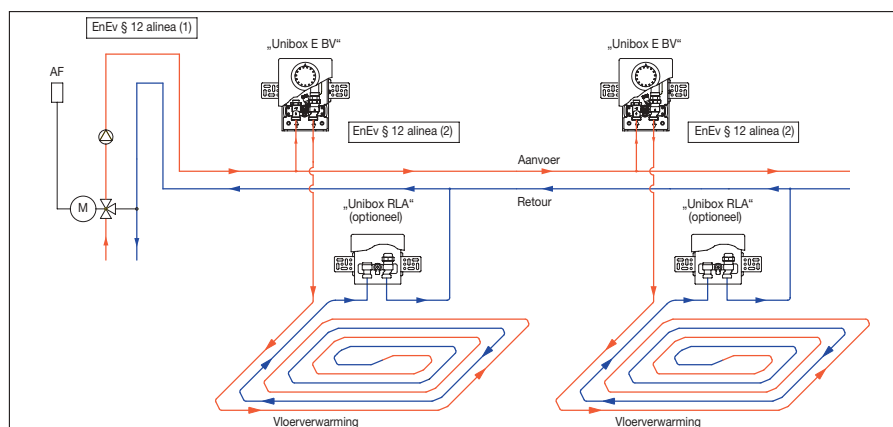 EnEv § 12 alinea (1)
„Unibox E BV“
„Unibox E BV“
AF
EnEv § 12 alinea (2)
EnEv § 12 alinea (2)
Aanvoer
Retour
M
„Unibox RLA“
(optioneel)
„Unibox RLA“
(optioneel)
Vloerverwarming
Vloerverwarming